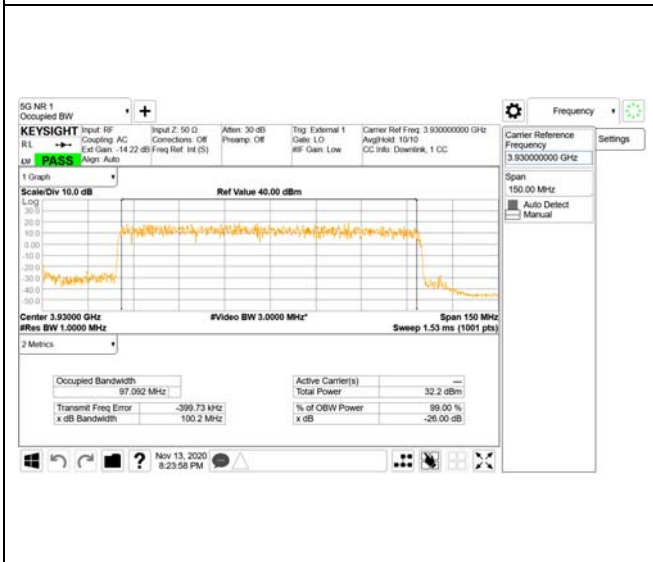 5G NR 1
Occupied BW
Frequency
KEYSIGHT
RL
PASS
Input: RF
Coupling: AC
Ext Gain: -14.22 dB
Align: Auto
Input Z: 50 Ω
Corrections: Off
Freq Ref: Int (S)
Atten: 30 dB
Preamp: Off
Trig: External 1
Gate: LO
#IF Gain: Low
Carrier Ref Freq: 3.930000000 GHz
Avg|Hold: 10/10
CC Info: Downlink, 1 CC
Carrier Reference
Frequency
3.930000000 GHz
Settings
Span
150.00 MHz
Auto Detect
Manual
1 Graph
Scale/Div 10.0 dB
Ref Value 40.00 dBm
Log
30.0
20.0
10.0
0.00
-10.0
-20.0
-30.0
-40.0
-50.0
Center 3.93000 GHz
#Video BW 3.0000 MHz*
Span 150 MHz
#Res BW 1.0000 MHz
Sweep 1.53 ms (1001 pts)
2 Metrics
Occupied Bandwidth
97.092 MHz
Active Carrier(s) ---
Total Power 32.2 dBm
Transmit Freq Error -399.73 kHz
x dB Bandwidth 100.2 MHz
% of OBW Power 99.00 %
x dB -26.00 dB
Nov 13, 2020
8:23:58 PM